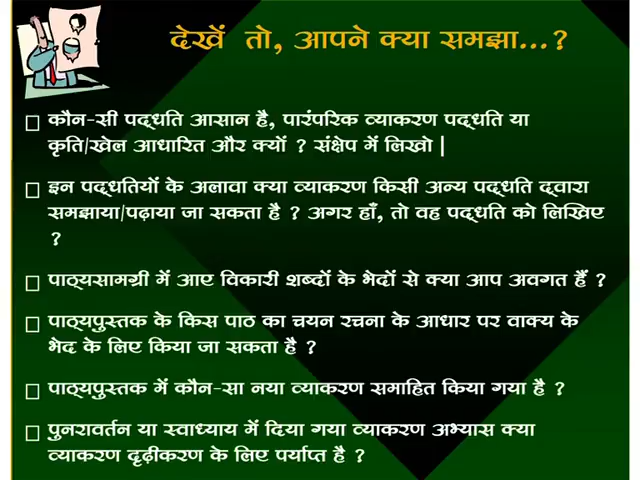 देखें तो, आपने क्या समझा...?
कौन-सी पद्धति आसान है, पारंपरिक व्याकरण पद्धति या
कृति/खेल आधारित और क्यों ? संक्षेप में लिखो |
इन पद्धतियों के अलावा क्या व्याकरण किसी अन्य पद्धति द्वारा
समझाया/पढ़ाया जा सकता है ? अगर हाँ, तो वह पद्धति को लिखिए
?
पाठ्यसामग्री में आए विकारी शब्दों के भेदों से क्या आप अवगत हैं ?
पाठ्यपुस्तक के किस पाठ का चयन रचना के आधार पर वाक्य के
भेद के लिए किया जा सकता है ?
पाठ्यपुस्तक में कौन-सा नया व्याकरण समाहित किया गया है ?
पुनरावर्तन या स्वाध्याय में दिया गया व्याकरण अभ्यास क्या
व्याकरण दृढ़ीकरण के लिए पर्याप्त है ?